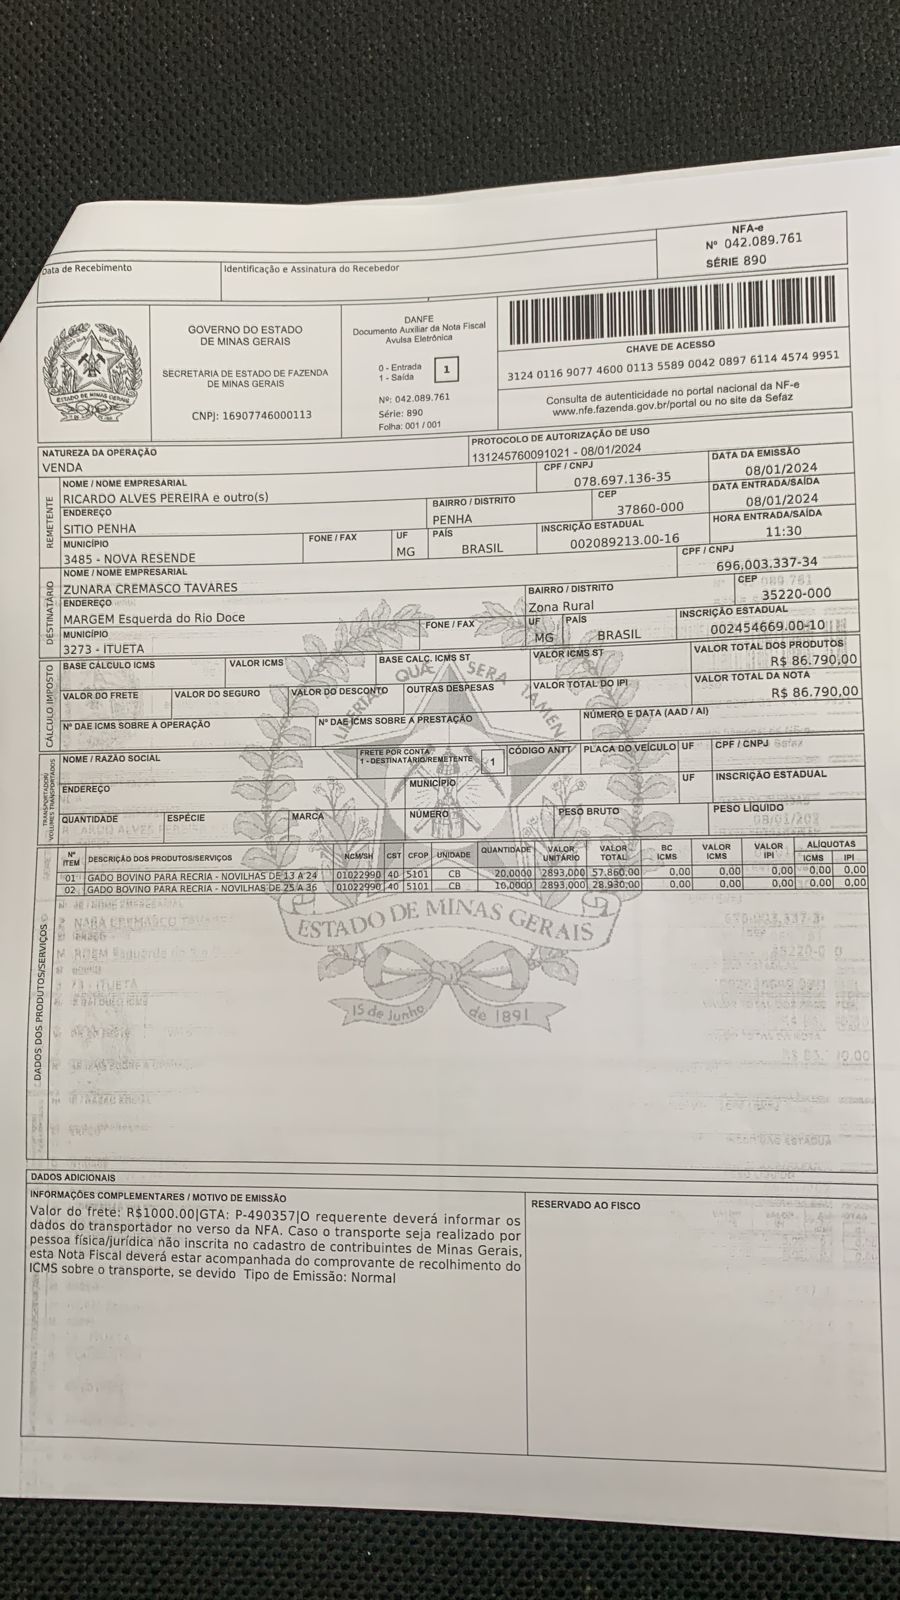 NFA-e
Nº 042.089.761
SÉRIE 890
Data de Recebimento
Identificação e Assinatura do Recebedor
ESTADO DE MINAS GERAIS
GOVERNO DO ESTADO
DE MINAS GERAIS
SECRETARIA DE ESTADO DE FAZENDA
DE MINAS GERAIS
CNPJ: 16907746000113
DANFE
Documento Auxiliar da Nota Fiscal
Avulsa Eletrônica
0 - Entrada
1 - Saída
1
Nº: 042.089.761
Série: 890
Folha: 001 / 001
CHAVE DE ACESSO
3124 0116 9077 4600 0113 5589 0042 0897 6114 4574 9951
Consulta de autenticidade no portal nacional da NF-e
www.nfe.fazenda.gov.br/portal ou no site da Sefaz
NATUREZA DA OPERAÇÃO
VENDA
PROTOCOLO DE AUTORIZAÇÃO DE USO
131245760091021 - 08/01/2024
REMETENTE
NOME / NOME EMPRESARIAL
RICARDO ALVES PEREIRA e outro(s)
CPF / CNPJ
078.697.136-35
DATA DA EMISSÃO
08/01/2024
ENDEREÇO
SITIO PENHA
BAIRRO / DISTRITO
PENHA
CEP
37860-000
DATA ENTRADA/SAÍDA
08/01/2024
MUNICÍPIO
3485 - NOVA RESENDE
FONE / FAX
UF
MG
PAÍS
BRASIL
INSCRIÇÃO ESTADUAL
002089213.00-16
HORA ENTRADA/SAÍDA
11:30
DESTINATÁRIO
NOME / NOME EMPRESARIAL
ZUNARA CREMASCO TAVARES
CPF / CNPJ
696.003.337-34
ENDEREÇO
MARGEM Esquerda do Rio Doce
BAIRRO / DISTRITO
Zona Rural
CEP
35220-000
MUNICÍPIO
3273 - ITUETA
FONE / FAX
UF
MG
PAÍS
BRASIL
INSCRIÇÃO ESTADUAL
002454669.00-10
CÁLCULO IMPOSTO
BASE CÁLCULO ICMS
VALOR ICMS
BASE CALC. ICMS ST
VALOR ICMS ST
VALOR TOTAL DOS PRODUTOS
R$ 86.790,00
VALOR DO FRETE
VALOR DO SEGURO
VALOR DO DESCONTO
OUTRAS DESPESAS
VALOR TOTAL DO IPI
VALOR TOTAL DA NOTA
R$ 86.790,00
Nº DAE ICMS SOBRE A OPERAÇÃO
Nº DAE ICMS SOBRE A PRESTAÇÃO
NÚMERO E DATA (AAD / AI)
TRANSPORTADOR/
VOLUMES TRANSPORTADOS
NOME / RAZÃO SOCIAL
FRETE POR CONTA
1 - DESTINATÁRIO/REMETENTE
1
CÓDIGO ANTT
PLACA DO VEÍCULO
UF
CPF / CNPJ
ENDEREÇO
MUNICÍPIO
UF
INSCRIÇÃO ESTADUAL
QUANTIDADE
ESPÉCIE
MARCA
NÚMERO
PESO BRUTO
PESO LÍQUIDO
DADOS DOS PRODUTOS/SERVIÇOS
Nº ITEM DESCRIÇÃO DOS PRODUTOS/SERVIÇOS NCM/SH CST CFOP UNIDADE QUANTIDADE VALOR UNITÁRIO VALOR TOTAL BC ICMS VALOR ICMS VALOR IPI ALÍQUOTAS ICMS IPI
01 GADO BOVINO PARA RECRIA - NOVILHAS DE 13 A 24 01022990 40 5101 CB 20,0000 2893,000 57.860,00 0,00 0,00 0,00 0,00 0,00
02 GADO BOVINO PARA RECRIA - NOVILHAS DE 25 A 36 01022990 40 5101 CB 10,0000 2893,000 28.930,00 0,00 0,00 0,00 0,00 0,00
LIBERTAS QUÆ SERA TAMEN
ESTADO DE MINAS GERAIS
15 de Junho de 1891
DADOS ADICIONAIS
INFORMAÇÕES COMPLEMENTARES / MOTIVO DE EMISSÃO
Valor do frete: R$1000.00|GTA: P-490357|O requerente deverá informar os
dados do transportador no verso da NFA. Caso o transporte seja realizado por
pessoa física/jurídica não inscrita no cadastro de contribuintes de Minas Gerais,
esta Nota Fiscal deverá estar acompanhada do comprovante de recolhimento do
ICMS sobre o transporte, se devido Tipo de Emissão: Normal
RESERVADO AO FISCO